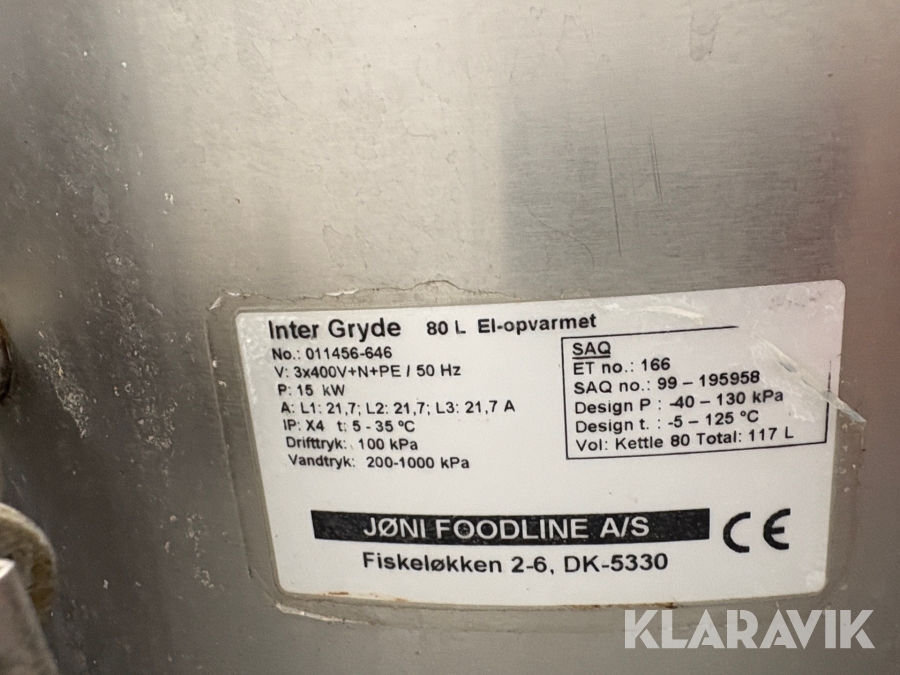 Inter Gryde 80 L El-opvarmet
No.: 011456-646
V: 3x400V+N+PE / 50 Hz
P: 15 kW
A: L1: 21,7; L2: 21,7; L3: 21,7 A
IP: X4 t: 5 - 35 ºC
Drifttryk: 100 kPa
Vandtryk: 200-1000 kPa
SAQ
ET no.: 166
SAQ no.: 99 – 195958
Design P : -40 – 130 kPa
Design t. : -5 – 125 °C
Vol: Kettle 80 Total: 117 L
JØNI FOODLINE A/S
CE
Fiskeløkken 2-6, DK-5330
KLARAVIK